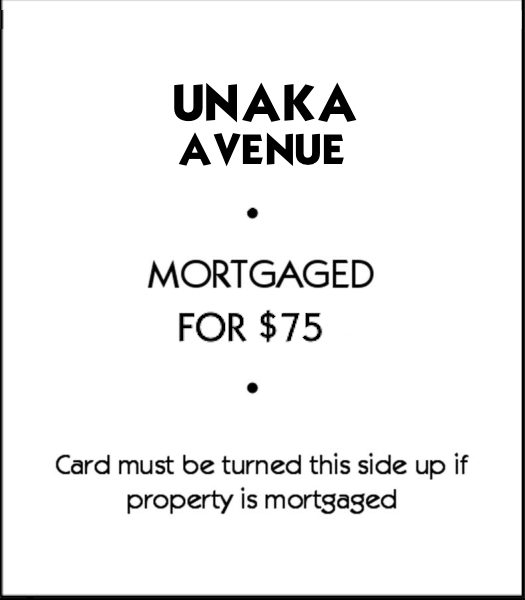 UNAKA
AVENUE
•
MORTGAGED
FOR $75
•
Card must be turned this side up if
property is mortgaged